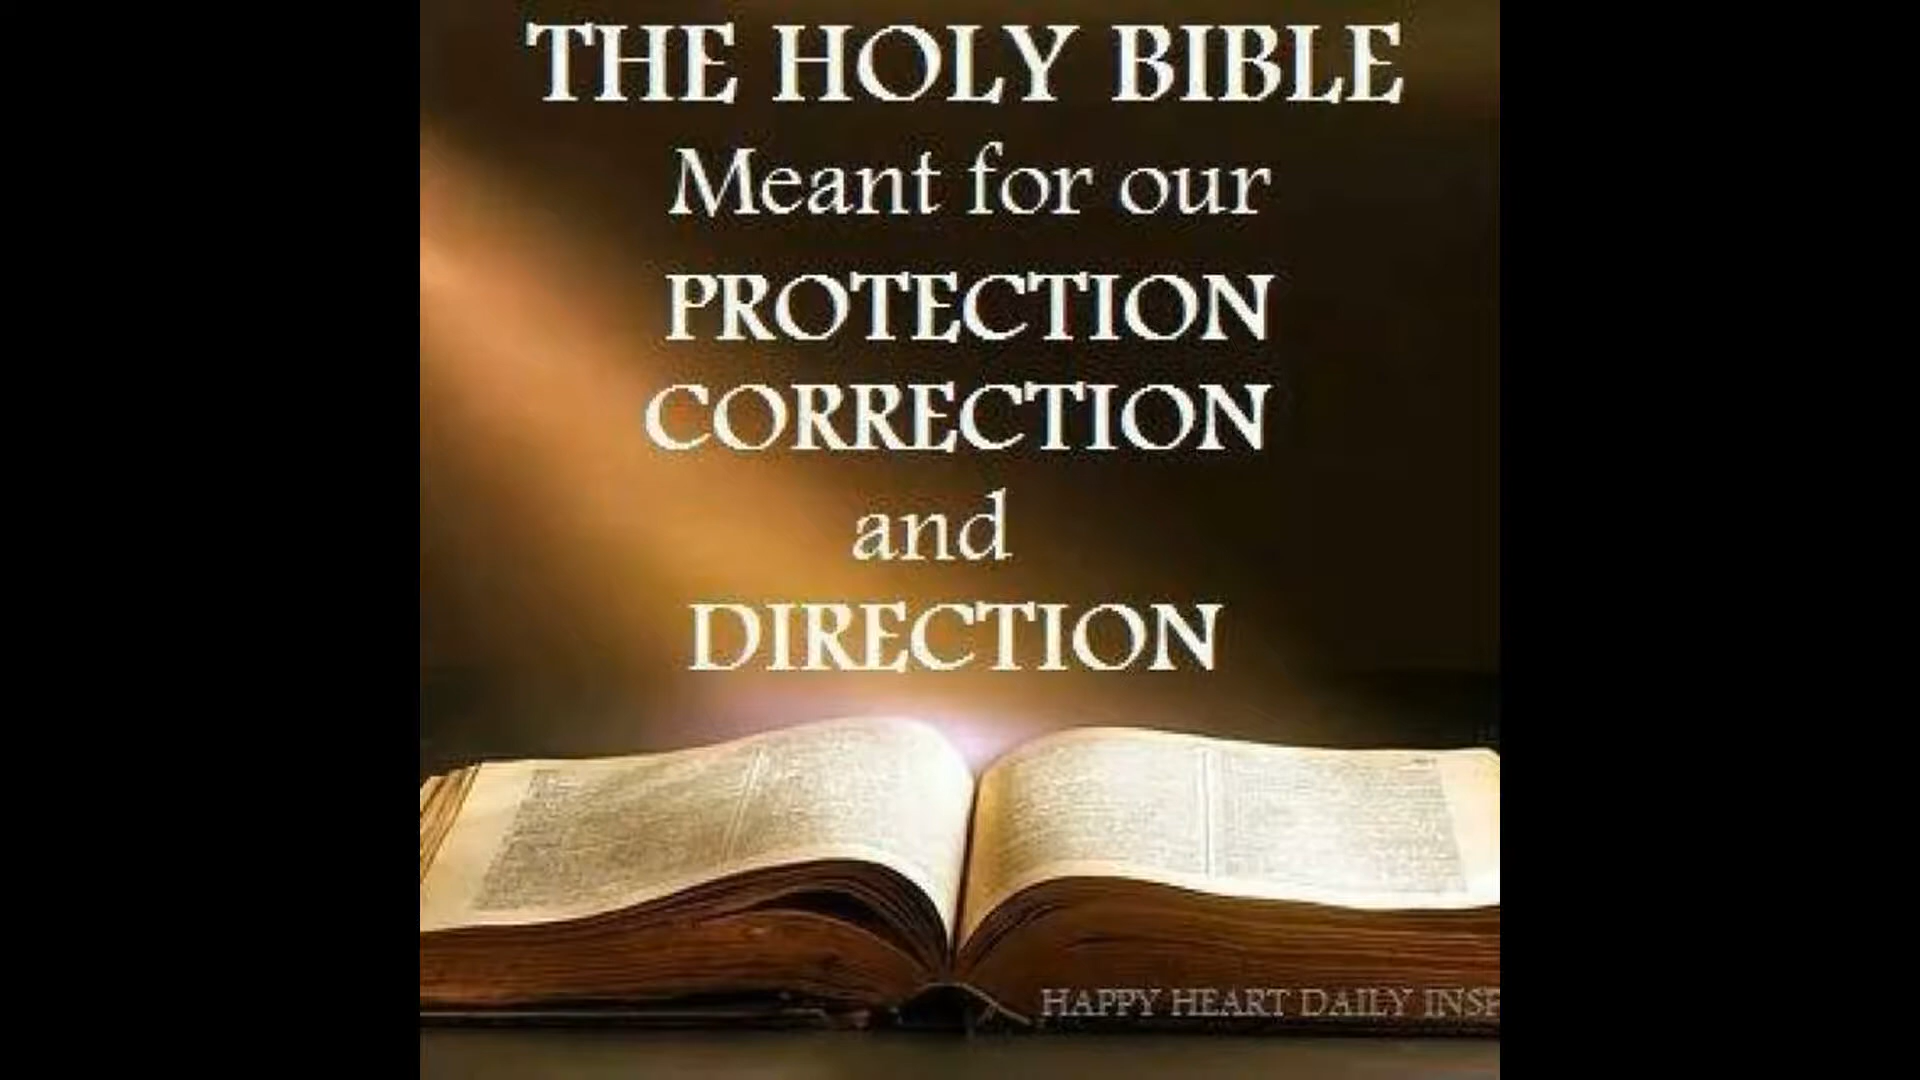 THE HOLY BIBLE
Meant for our
PROTECTION
CORRECTION
and
DIRECTION
HAPPY HEART DAILY